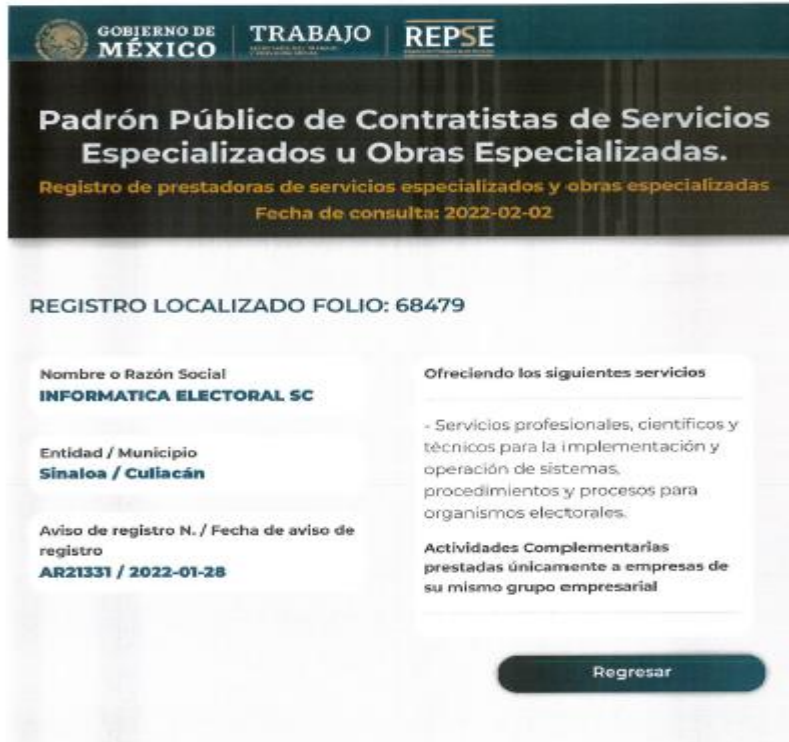 GOBIERNO DE
MÉXICO
TRABAJO
REPSE
Padrón Público de Contratistas de Servicios
Especializados u Obras Especializadas.
Registro de prestadoras de servicios especializados y obras especializadas
Fecha de consulta: 2022-02-02
REGISTRO LOCALIZADO FOLIO: 68479
Nombre o Razón Social
INFORMATICA ELECTORAL SC
Entidad / Municipio
Sinaloa / Culiacán
Aviso de registro N. / Fecha de aviso de
registro
AR21331 / 2022-01-28
Ofreciendo los siguientes servicios
- Servicios profesionales, científicos y
técnicos para la implementación y
operación de sistemas,
procedimientos y procesos para
organismos electorales.
Actividades Complementarias
prestadas únicamente a empresas de
su mismo grupo empresarial
Regresar